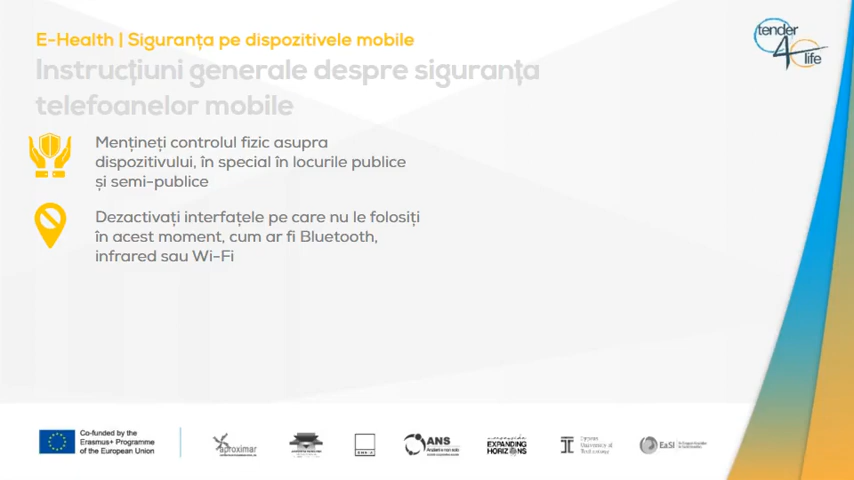 E-Health | Siguranța pe dispozitivele mobile
Instrucțiuni generale despre siguranța
telefoanelor mobile
Mențineți controlul fizic asupra
dispozitivului, în special în locurile publice
și semi-publice
Dezactivați interfațele pe care nu le folosiți
în acest moment, cum ar fi Bluetooth,
infrared sau Wi-Fi
tender
4
life
Co-funded by the
Erasmus+ Programme
of the European Union
aproximar
ANS
EXPANDING
HORIZONS
EaSI